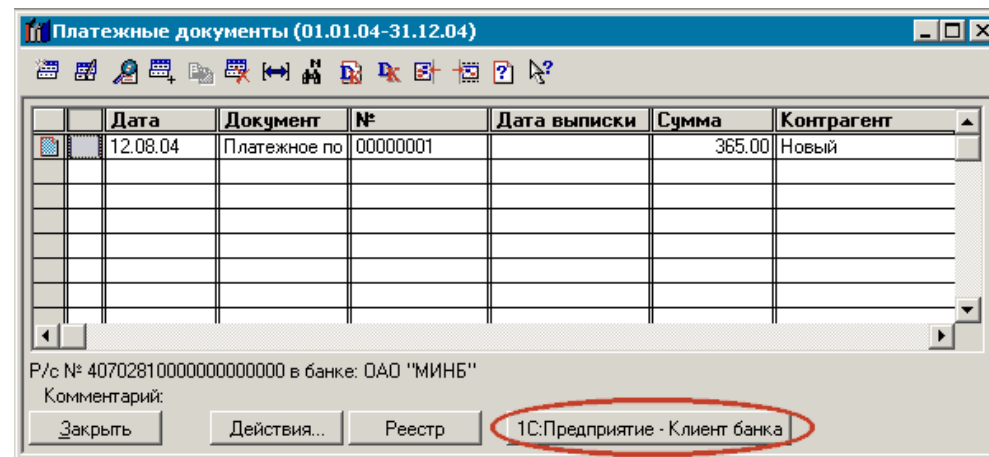 Платежные документы (01.01.04-31.12.04)
Дата Документ № Дата выписки Сумма Контрагент
12.08.04 Платежное по 00000001 365.00 Новый
Р/с № 40702810000000000000 в банке: ОАО "МИНБ"
Комментарий:
Закрыть Действия... Реестр 1С:Предприятие - Клиент банка